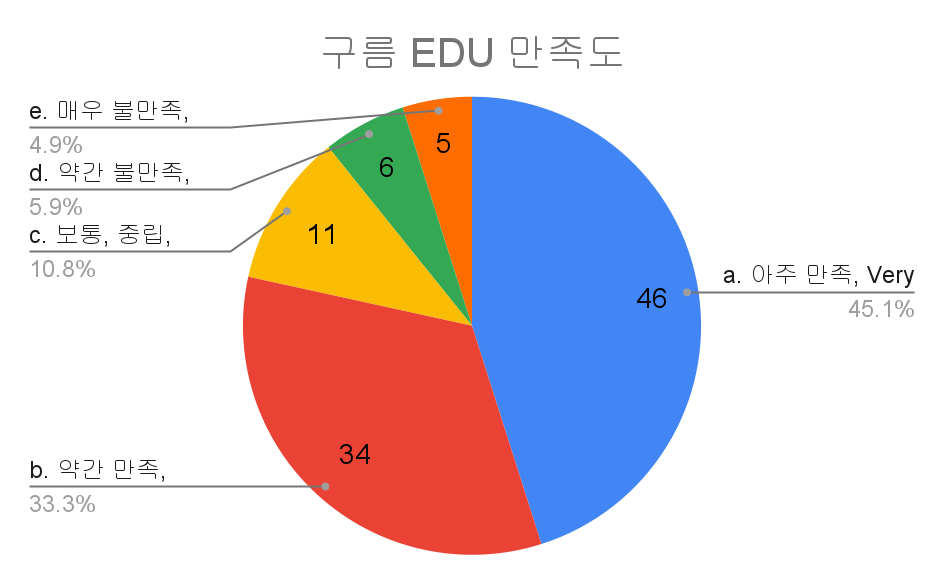 구름 EDU 만족도
e. 매우 불만족,
4.9%
d. 약간 불만족,
5.9%
c. 보통, 중립,
10.8%
b. 약간 만족,
33.3%
a. 아주 만족, Very
45.1%
5
6
11
46
34